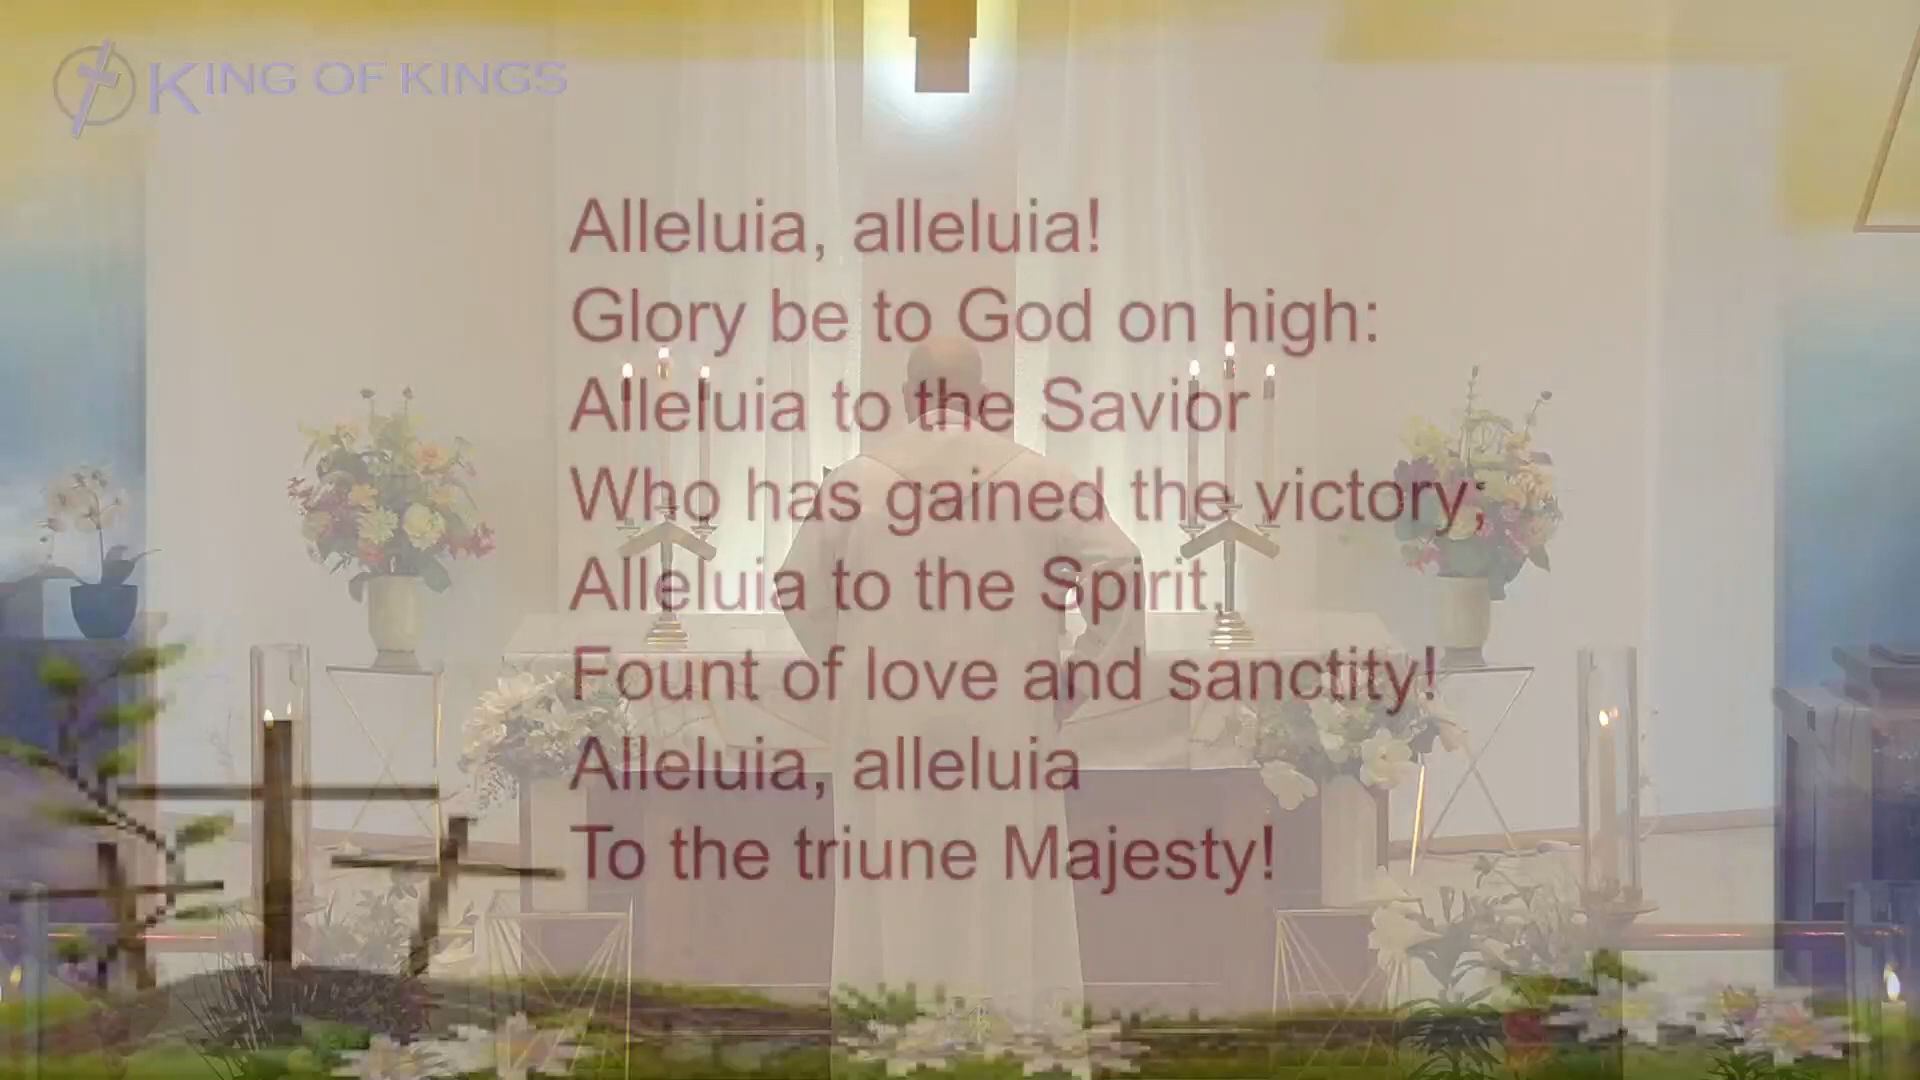 KING OF KINGS
Alleluia, alleluia!
Glory be to God on high:
Alleluia to the Savior
Who has gained the victory;
Alleluia to the Spirit,
Fount of love and sanctity!
Alleluia, alleluia
To the triune Majesty!